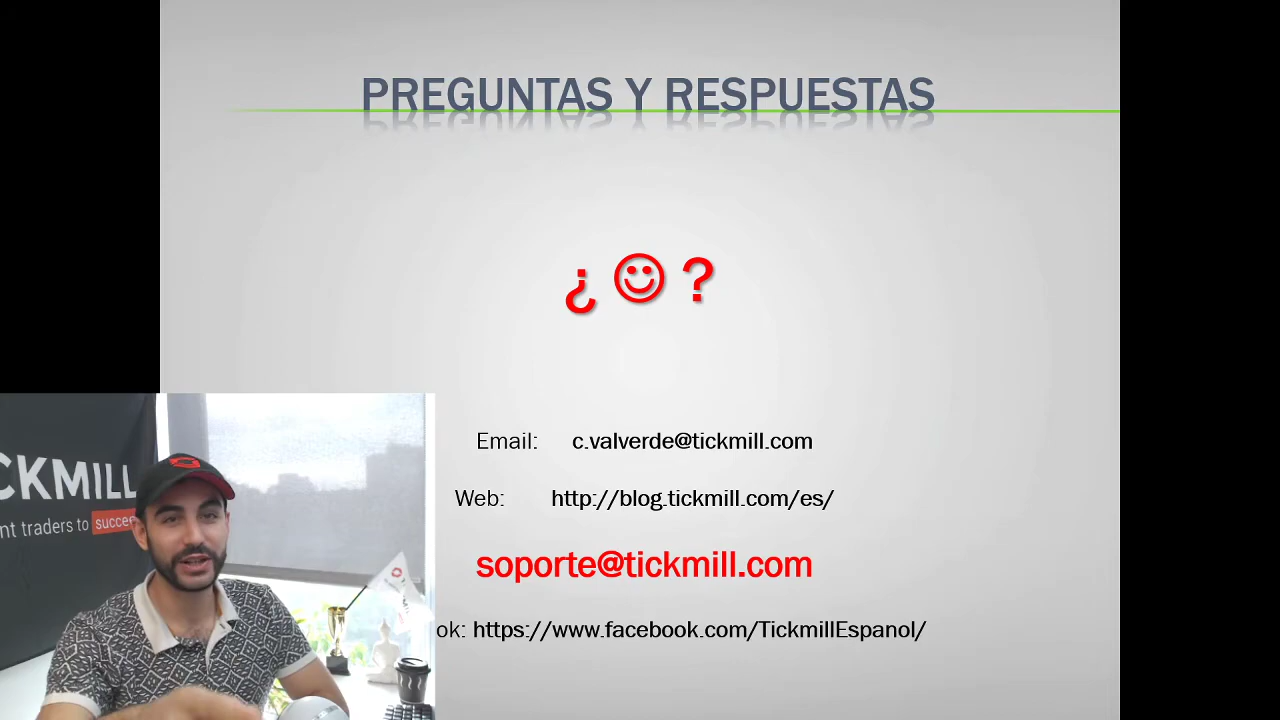 PREGUNTAS Y RESPUESTAS
¿ ☺ ?
Email: c.valverde@tickmill.com
Web: http://blog.tickmill.com/es/
soporte@tickmill.com
ok: https://www.facebook.com/TickmillEspanol/
CKMILL
nt traders to succee